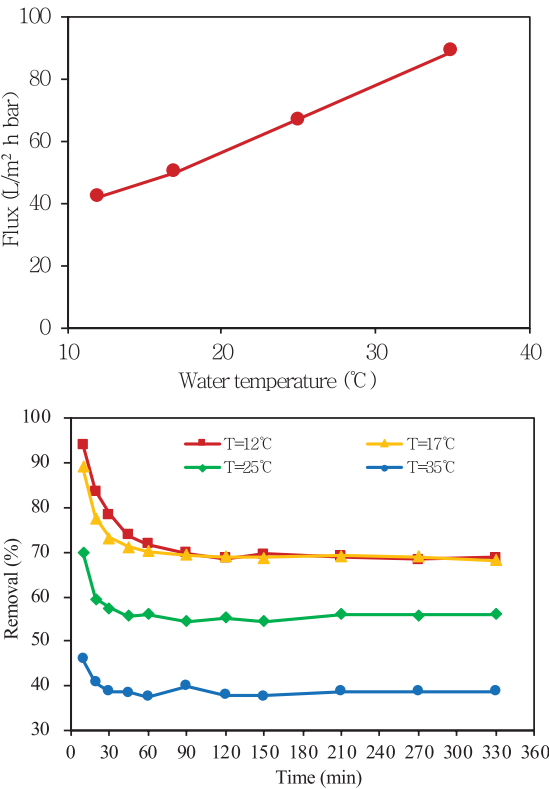 100
80
60
40
20
0
Flux (L/m² h bar)
10 20 30 40
Water temperature (℃)
100
90
80
70
60
50
40
30
Removal (%)
T=12℃ T=17℃
T=25℃ T=35℃
0 30 60 90 120 150 180 210 240 270 300 330 360
Time (min)